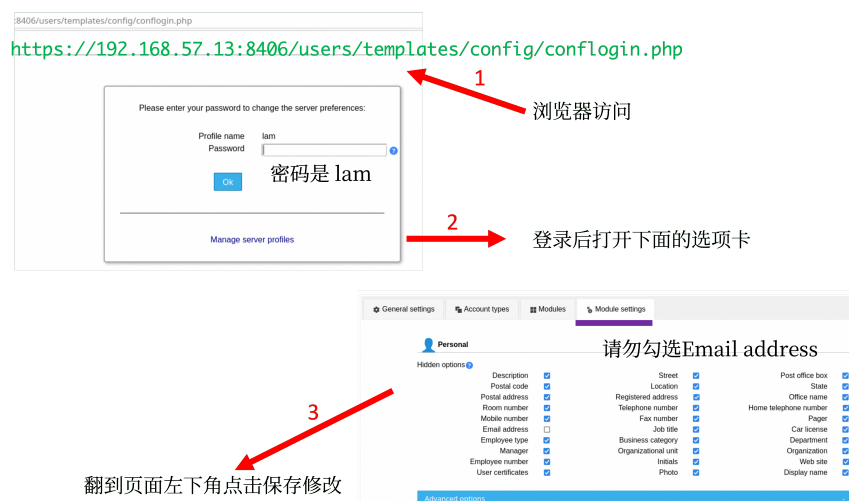 :8406/users/templates/config/conflogin.php
https://192.168.57.13:8406/users/templates/config/conflogin.php
1
浏览器访问
Please enter your password to change the server preferences:
Profile name lam
Password
密码是 lam
Ok
2
登录后打开下面的选项卡
Manage server profiles
General settings Account types Modules Module settings
Personal
请勿勾选Email address
Hidden options
Description Street Post office box
Postal code Location State
Postal address Registered address Office name
Room number Telephone number Home telephone number
Mobile number Fax number Pager
Email address Job title Car license
Employee type Business category Department
Manager Organizational unit Organization
Employee number Initials Web site
User certificates Photo Display name
3
翻到页面左下角点击保存修改
Advanced options